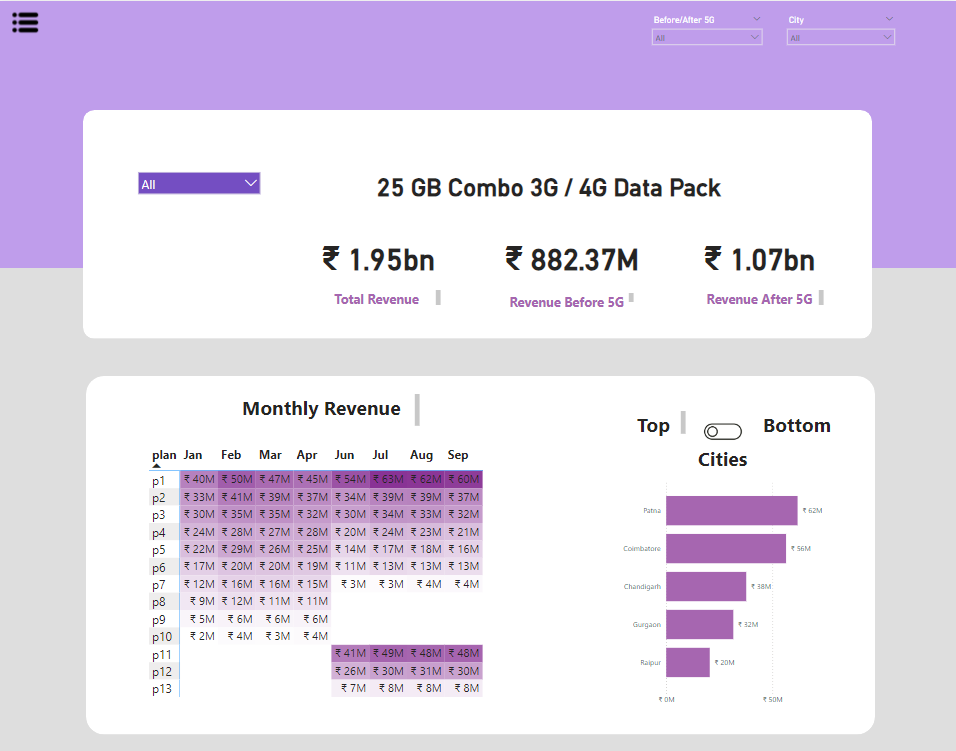 Before/After 5G City
All All
All
25 GB Combo 3G / 4G Data Pack
₹ 1.95bn ₹ 882.37M ₹ 1.07bn
Total Revenue Revenue Before 5G Revenue After 5G
Monthly Revenue
plan Jan Feb Mar Apr Jun Jul Aug Sep
p1 ₹ 40M ₹ 50M ₹ 47M ₹ 45M ₹ 54M ₹ 63M ₹ 62M ₹ 60M
p2 ₹ 33M ₹ 41M ₹ 39M ₹ 37M ₹ 34M ₹ 39M ₹ 39M ₹ 37M
p3 ₹ 30M ₹ 35M ₹ 35M ₹ 32M ₹ 30M ₹ 34M ₹ 33M ₹ 32M
p4 ₹ 24M ₹ 28M ₹ 27M ₹ 28M ₹ 20M ₹ 24M ₹ 23M ₹ 21M
p5 ₹ 22M ₹ 29M ₹ 26M ₹ 25M ₹ 14M ₹ 17M ₹ 18M ₹ 16M
p6 ₹ 17M ₹ 20M ₹ 20M ₹ 19M ₹ 11M ₹ 13M ₹ 13M ₹ 13M
p7 ₹ 12M ₹ 16M ₹ 16M ₹ 15M ₹ 3M ₹ 3M ₹ 4M ₹ 4M
p8 ₹ 9M ₹ 12M ₹ 11M ₹ 11M
p9 ₹ 5M ₹ 6M ₹ 6M ₹ 6M
p10 ₹ 2M ₹ 4M ₹ 3M ₹ 4M
p11 ₹ 41M ₹ 49M ₹ 48M ₹ 48M
p12 ₹ 26M ₹ 30M ₹ 31M ₹ 30M
p13 ₹ 7M ₹ 8M ₹ 8M ₹ 8M
Top Bottom
Cities
Patna ₹ 62M
Coimbatore ₹ 56M
Chandigarh ₹ 38M
Gurgaon ₹ 32M
Raipur ₹ 20M
₹ 0M ₹ 50M